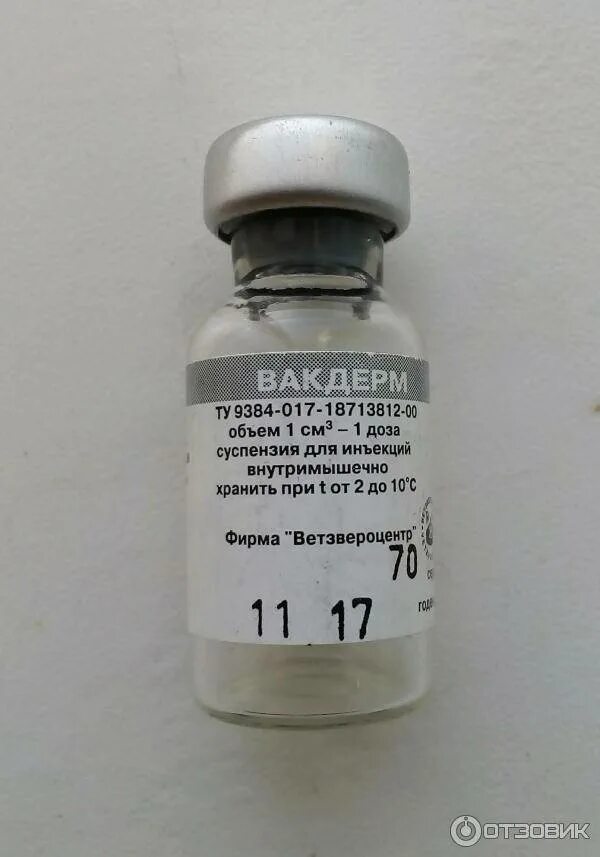 ВАКДЕРМ
ТУ 9384-017-18713812-00
объем 1 см³ – 1 доза
суспензия для инъекций
внутримышечно
хранить при t от 2 до 10°С
Фирма "Ветзвероцентр"
70
11 17
ОТЗОВИК